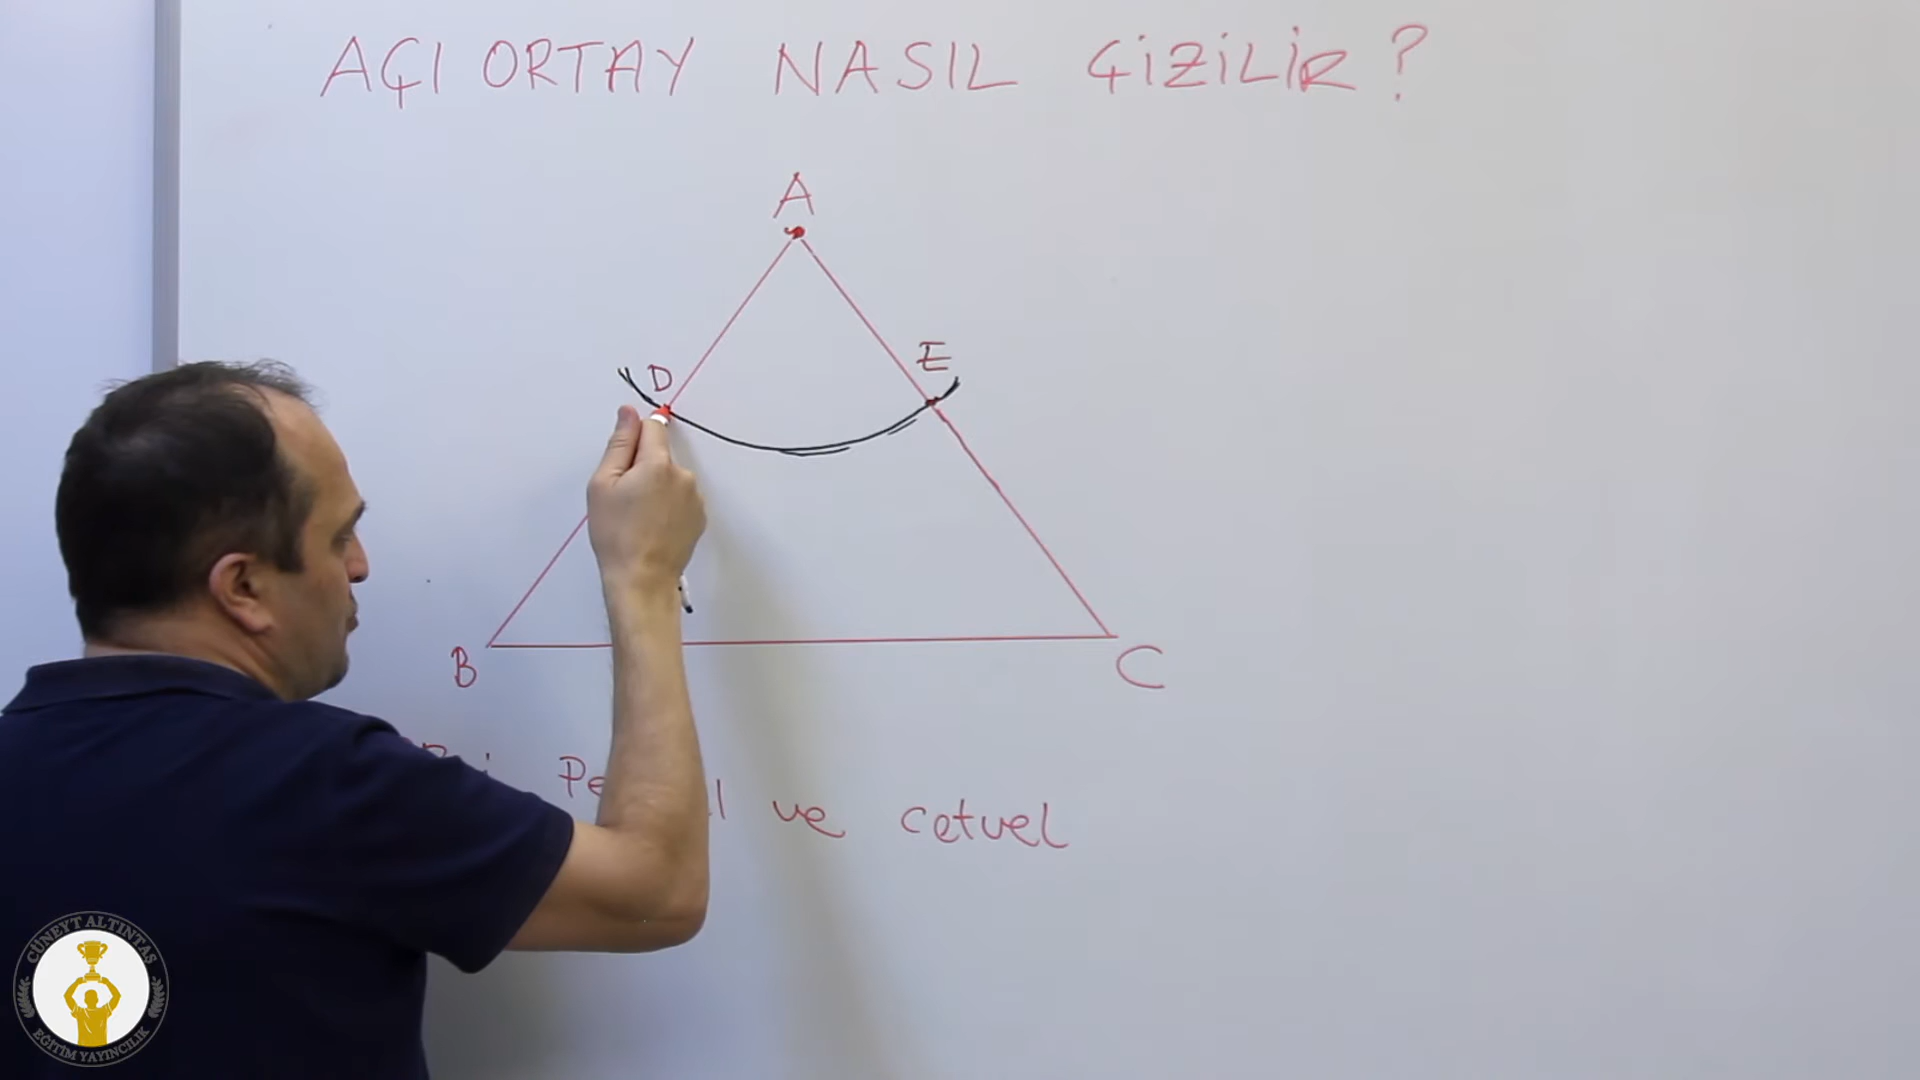 AÇI ORTAY NASIL ÇİZİLİR?
A
D
E
B
C
ve cetvel
CÜNEYT ALTINTAŞ
EĞİTİM YAYINCILIK